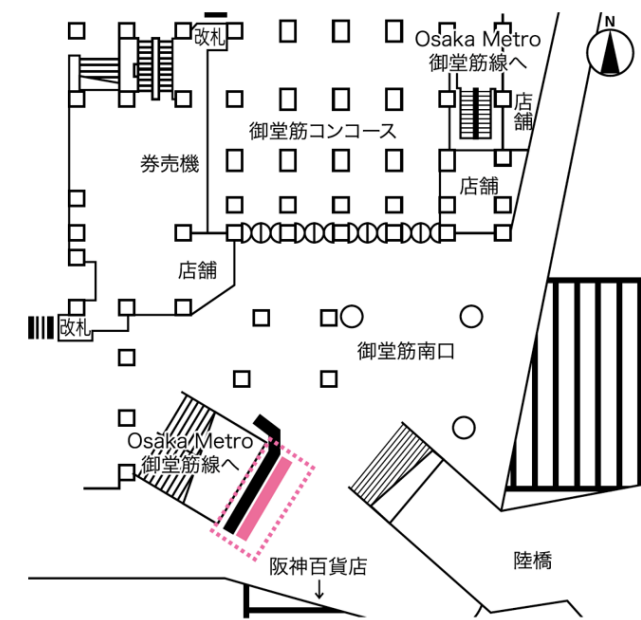 改札
Osaka Metro
御堂筋線へ
N
店
舗
御堂筋コンコース
券売機
店舗
店舗
改札
御堂筋南口
Osaka Metro
御堂筋線へ
阪神百貨店
↓
陸橋